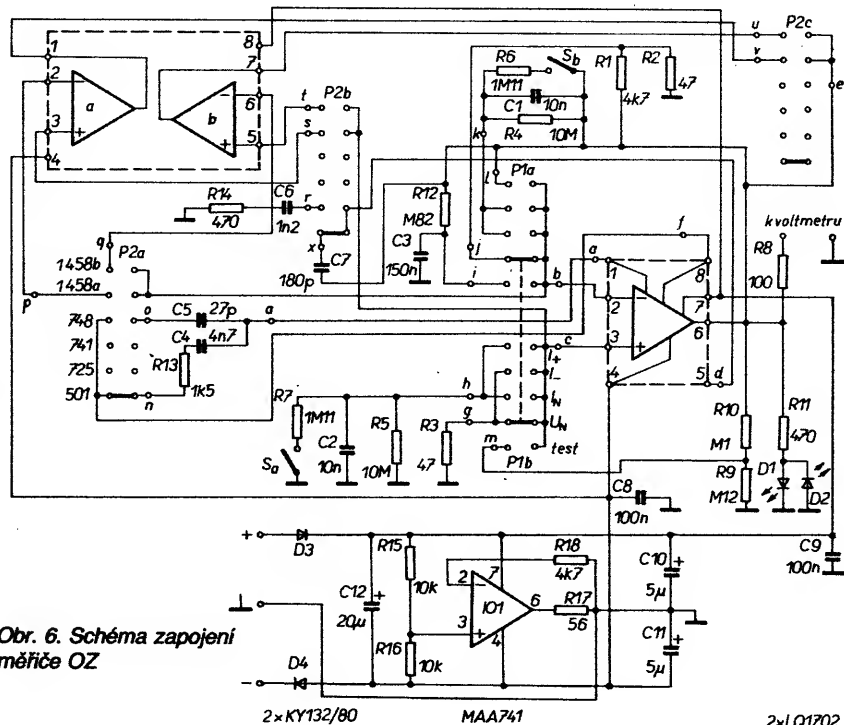 1
2
3
4
a
b
8
7
6
5
t
s
r
x
P2b
R14
470
C6
1n2
C7
180p
R6
1M11
Sb
C1
10n
R4
10M
k
l
j
i
R1
4k7
R2
47
u
v
P2c
e
R12
M82
C3
150n
P1a
f
k voltmetru
R8
100
q
P2a
1458b
1458a
p
748
741
725
501
o
n
C5
27p
C4
4n7
R13
1k5
a
a
b
c
1
2
3
4
8
7
6
5
d
I+
I-
IN
UN
test
h
g
m
P1b
R7
1M11
Sa
C2
10n
R5
10M
R3
47
R10
M1
R9
M12
R11
470
D1
D2
C8
100n
C9
100n
+
D3
R15
10k
C12
20µ
R16
10k
D4
-
2
3
7
4
6
IO1
R18
4k7
R17
56
C10
5µ
C11
5µ
Obr. 6. Schéma zapojení
měřiče OZ
2×KY132/80
MAA741
2×LQ1702